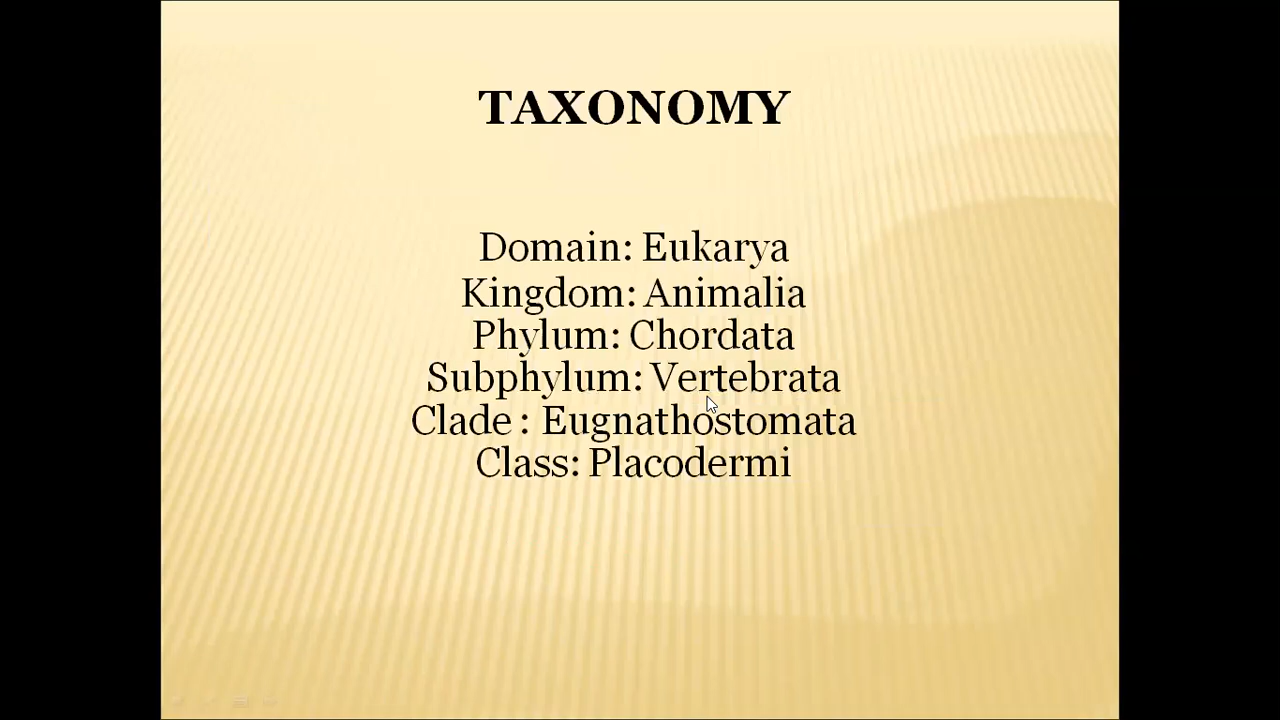 TAXONOMY
Domain: Eukarya
Kingdom: Animalia
Phylum: Chordata
Subphylum: Vertebrata
Clade : Eugnathostomata
Class: Placodermi